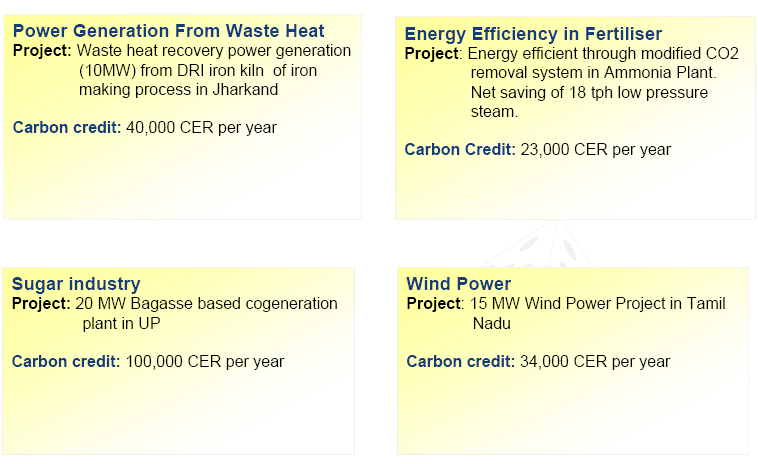 Power Generation From Waste Heat
Project: Waste heat recovery power generation
(10MW) from DRI iron kiln of iron
making process in Jharkand
Carbon credit: 40,000 CER per year
Energy Efficiency in Fertiliser
Project: Energy efficient through modified CO2
removal system in Ammonia Plant.
Net saving of 18 tph low pressure
steam.
Carbon Credit: 23,000 CER per year
Sugar industry
Project: 20 MW Bagasse based cogeneration
plant in UP
Carbon credit: 100,000 CER per year
Wind Power
Project: 15 MW Wind Power Project in Tamil
Nadu
Carbon credit: 34,000 CER per year